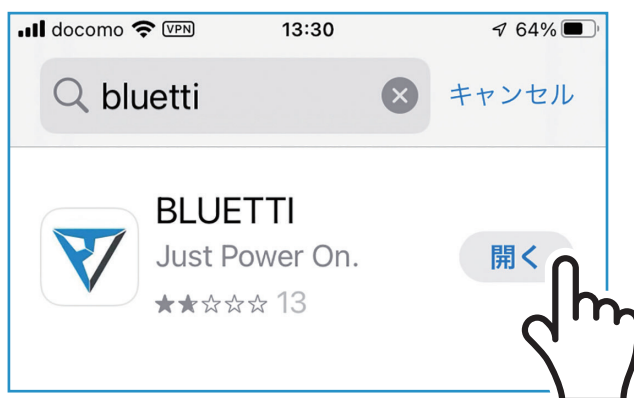 docomo VPN 13:30 64%
bluetti キャンセル
BLUETTI
Just Power On.
開く
★★☆☆☆ 13